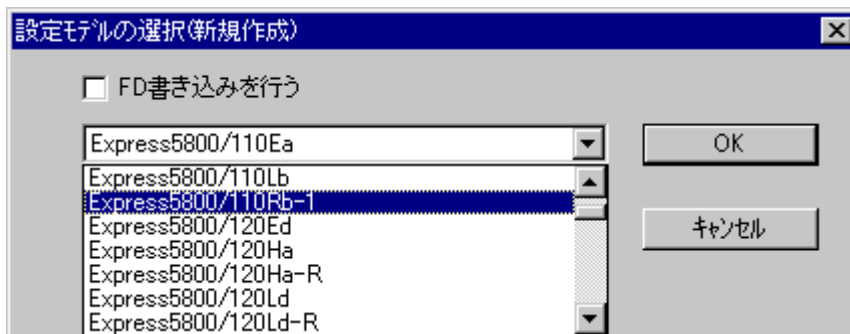 設定ﾓﾃﾞﾙの選択(新規作成)
FD書き込みを行う
Express5800/110Ea
OK
Express5800/110Lb
Express5800/110Rb-1
Express5800/120Ed
ｷｬﾝｾﾙ
Express5800/120Ha
Express5800/120Ha-R
Express5800/120Ld
Express5800/120Ld-R